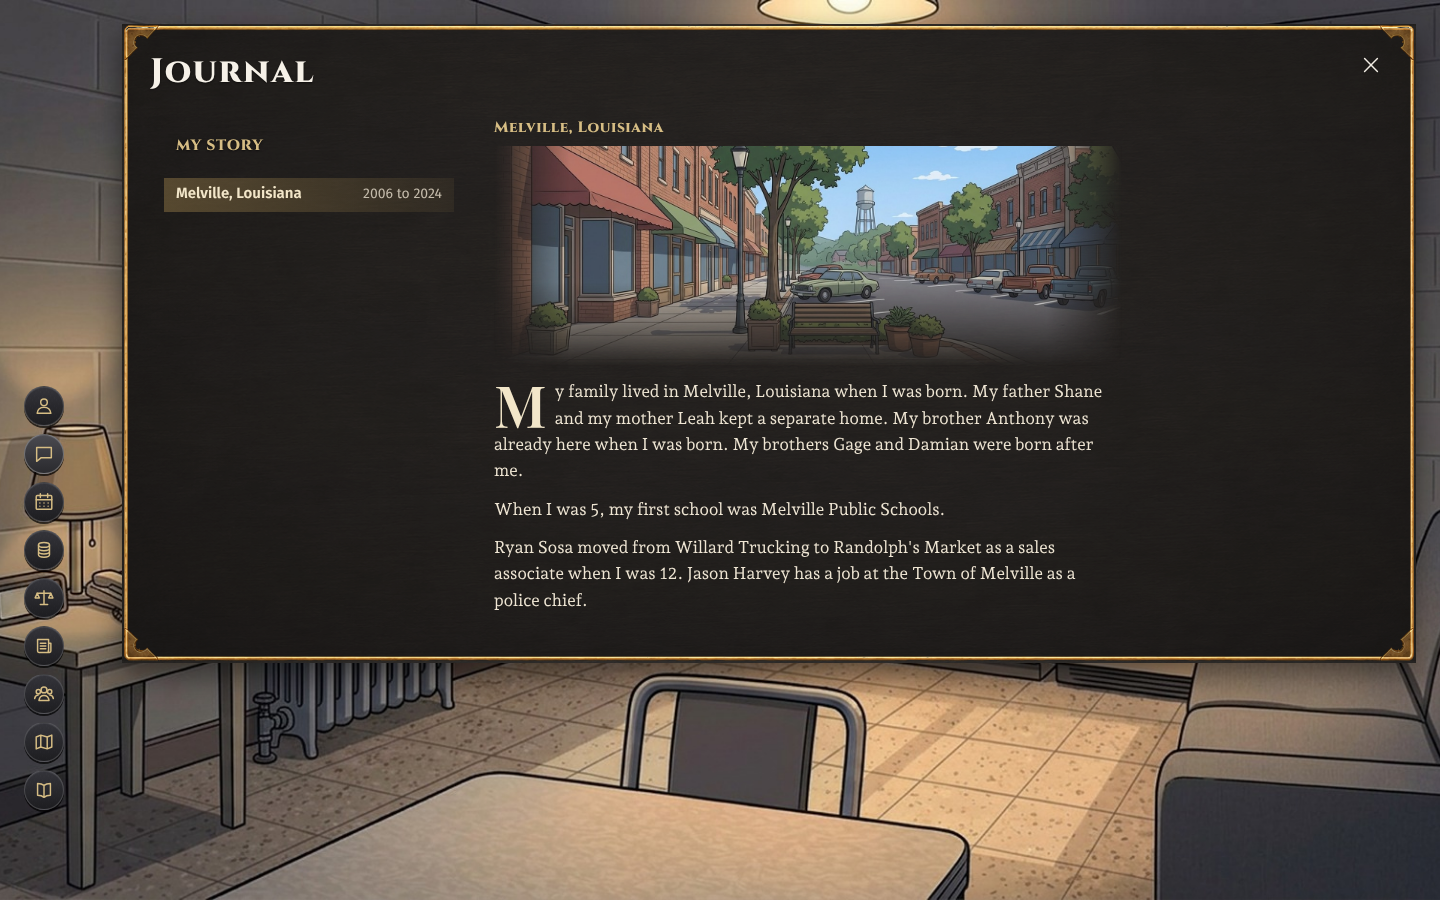 Journal
MY STORY
Melville, Louisiana 2006 to 2024
Melville, Louisiana
My family lived in Melville, Louisiana when I was born. My father Shane
and my mother Leah kept a separate home. My brother Anthony was
already here when I was born. My brothers Gage and Damian were born after
me.
When I was 5, my first school was Melville Public Schools.
Ryan Sosa moved from Willard Trucking to Randolph's Market as a sales
associate when I was 12. Jason Harvey has a job at the Town of Melville as a
police chief.